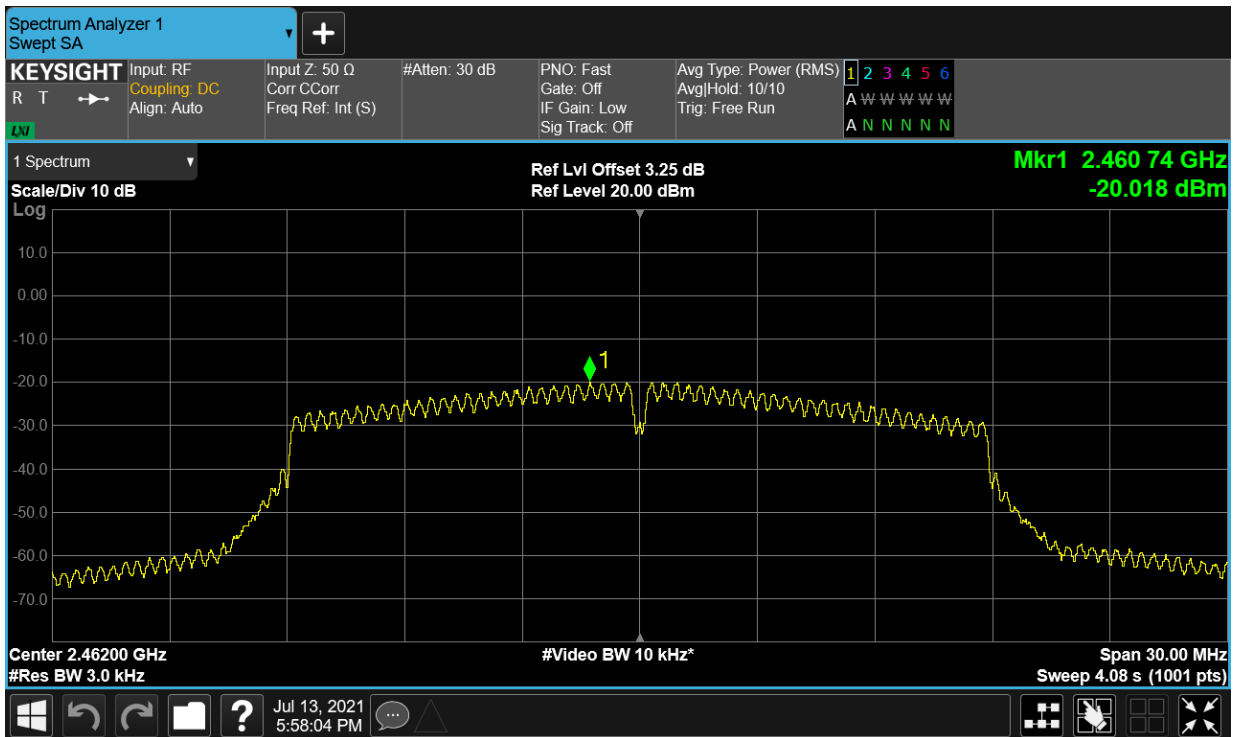 Spectrum Analyzer 1
Swept SA
+
KEYSIGHT
R T
LXI
Input: RF
Coupling: DC
Align: Auto
Input Z: 50 Ω
Corr CCorr
Freq Ref: Int (S)
#Atten: 30 dB
PNO: Fast
Gate: Off
IF Gain: Low
Sig Track: Off
Avg Type: Power (RMS)
Avg|Hold: 10/10
Trig: Free Run
1 2 3 4 5 6
A W W W W W
A N N N N N
1 Spectrum
Scale/Div 10 dB
Log
Ref Lvl Offset 3.25 dB
Ref Level 20.00 dBm
Mkr1 2.460 74 GHz
-20.018 dBm
10.0
0.00
-10.0
1
-20.0
-30.0
-40.0
-50.0
-60.0
-70.0
Center 2.46200 GHz
#Res BW 3.0 kHz
#Video BW 10 kHz*
Span 30.00 MHz
Sweep 4.08 s (1001 pts)
?
Jul 13, 2021
5:58:04 PM